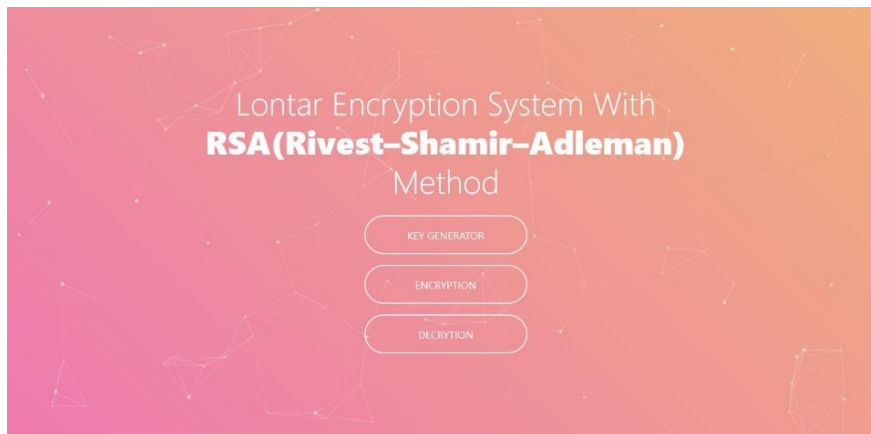 Lontar Encryption System With
RSA(Rivest–Shamir–Adleman)
Method
KEY GENERATOR
ENCRYPTION
DECRYTION